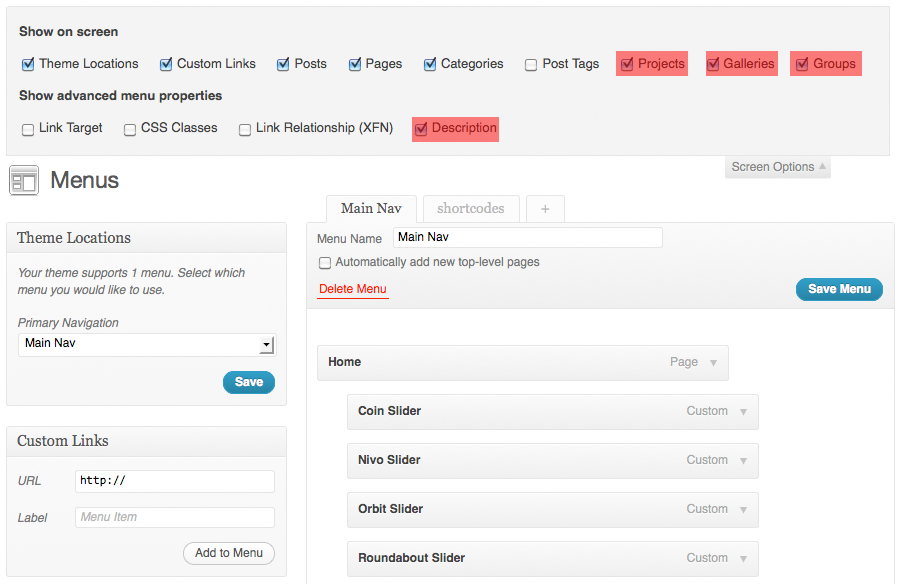 Show on screen
Theme Locations Custom Links Posts Pages Categories Post Tags Projects Galleries Groups
Show advanced menu properties
Link Target CSS Classes Link Relationship (XFN) Description
Screen Options
Menus
Main Nav shortcodes +
Theme Locations
Your theme supports 1 menu. Select which
menu you would like to use.
Primary Navigation
Main Nav
Save
Custom Links
URL http://
Label Menu Item
Add to Menu
Menu Name Main Nav
Automatically add new top-level pages
Delete Menu Save Menu
Home Page
Coin Slider Custom
Nivo Slider Custom
Orbit Slider Custom
Roundabout Slider Custom